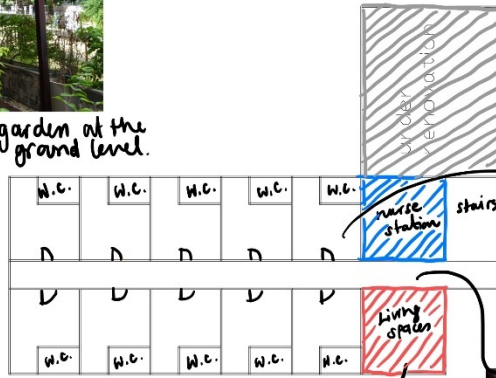 garden at the
ground level.
under
renovation
W.C. W.C. W.C. W.C. W.C.
nurse
station
stairs
D D D D D
D D D D D
Living
spaces
W.C. W.C. W.C. W.C. W.C.